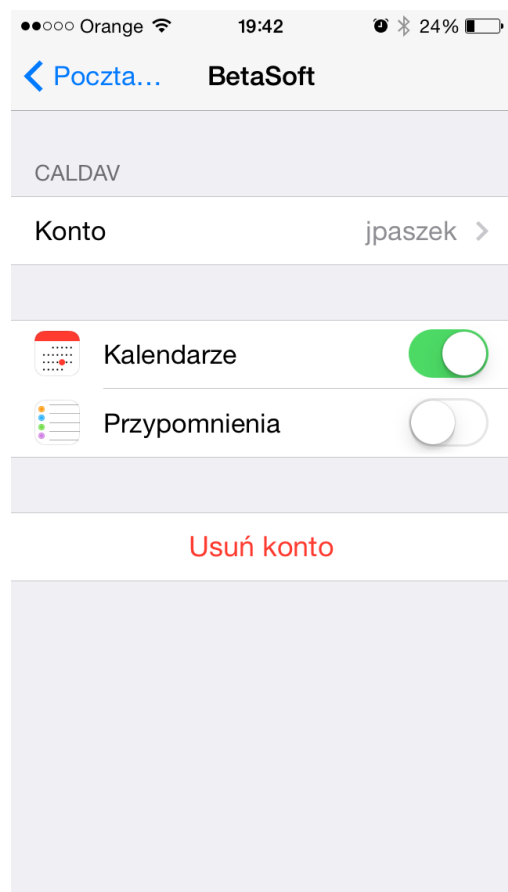 Orange 19:42 24%
Poczta... BetaSoft
CALDAV
Konto jpaszek
Kalendarze
Przypomnienia
Usuń konto